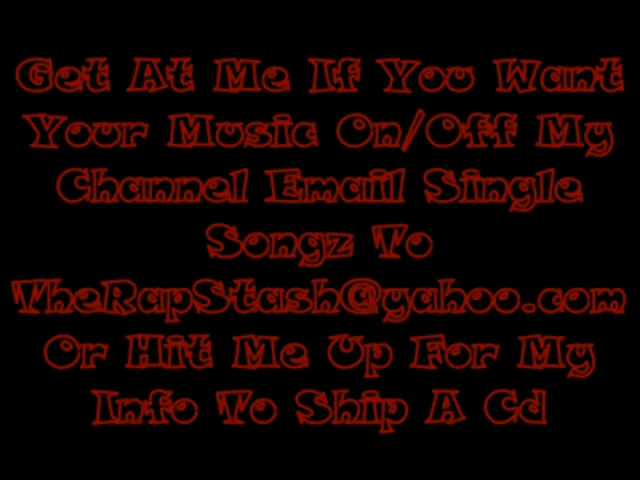 Get At Me If You Want
Your Music On/Off My
Channel Email Single
Songz To
TheRapStash@yahoo.com
Or Hit Me Up For My
Info To Ship A Cd